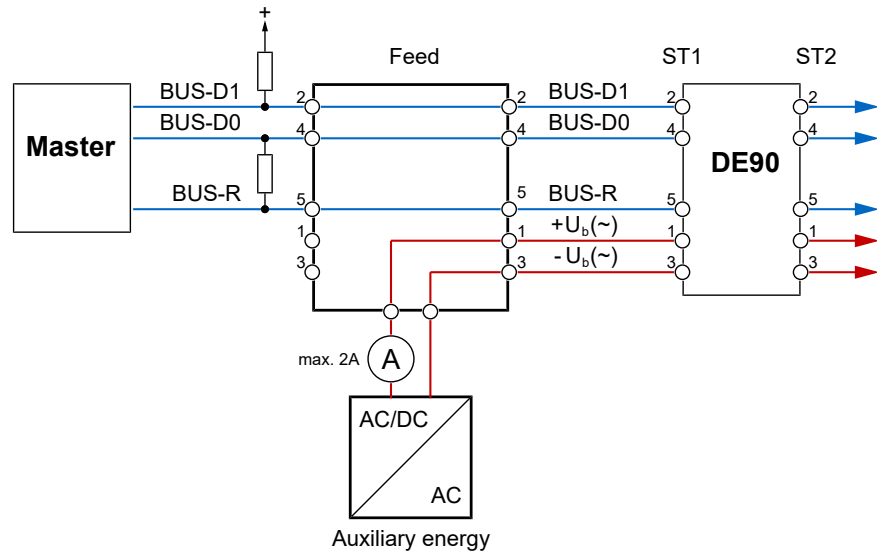 +
Feed
ST1
ST2
Master
BUS-D1
BUS-D0
BUS-R
2
4
5
1
3
2
4
5
1
3
BUS-D1
BUS-D0
BUS-R
+Ub(~)
-Ub(~)
2
4
5
1
3
DE90
2
4
5
1
3
max. 2A
A
AC/DC
AC
Auxiliary energy